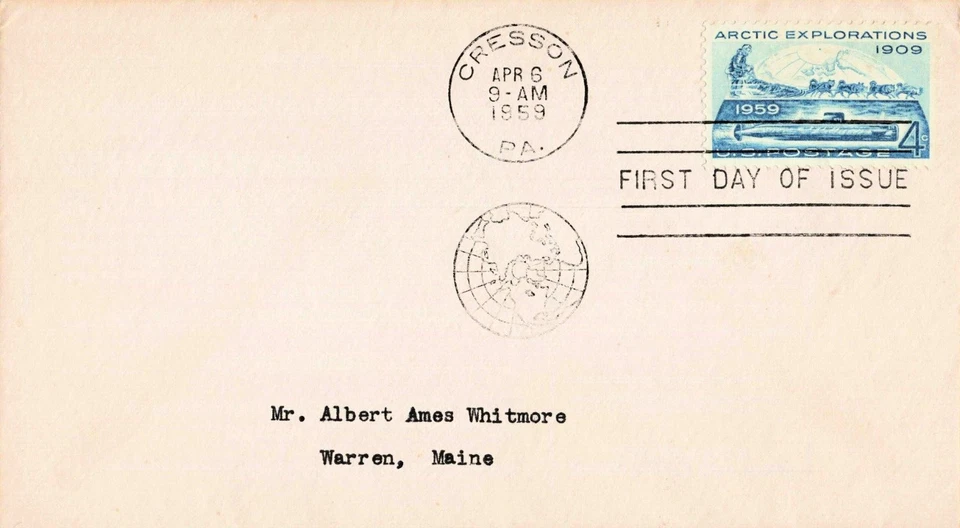 CRESSON
APR 6
9-AM
1959
PA.
ARCTIC EXPLORATIONS
1909
1959
4c
U.S. POSTAGE
FIRST DAY OF ISSUE
Mr. Albert Ames Whitmore
Warren, Maine